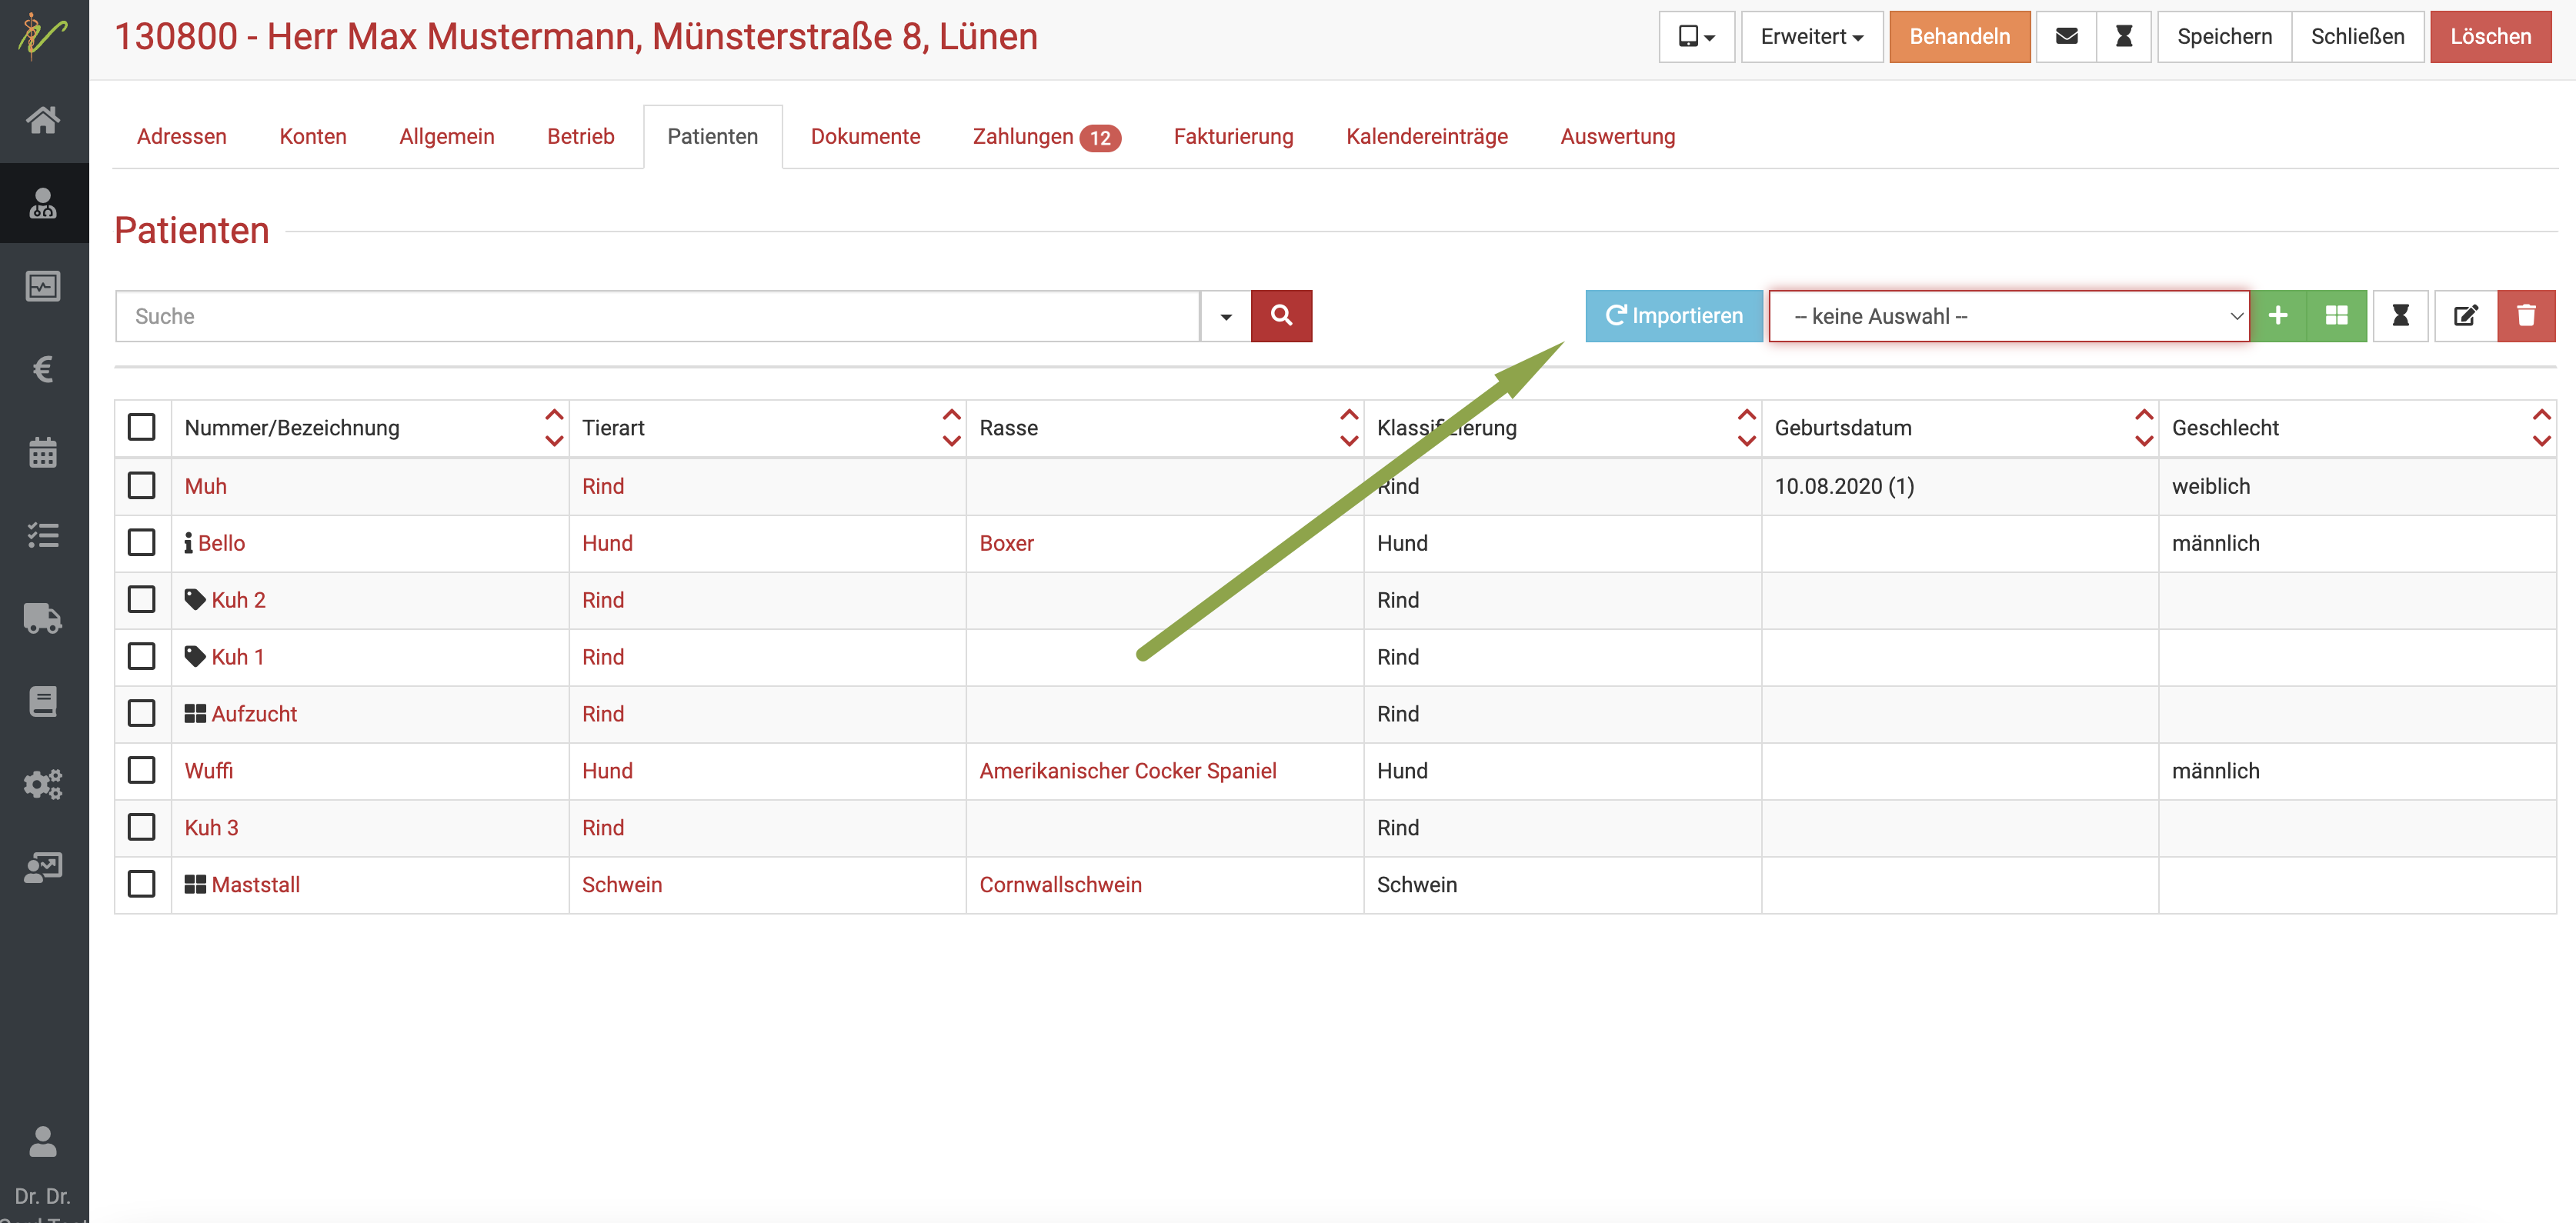 130800 - Herr Max Mustermann, Münsterstraße 8, Lünen
Erweitert
Behandeln
Speichern
Schließen
Löschen
Adressen
Konten
Allgemein
Betrieb
Patienten
Dokumente
Zahlungen 12
Fakturierung
Kalendereinträge
Auswertung
Patienten
Suche
Importieren
-- keine Auswahl --
Nummer/Bezeichnung Tierart Rasse Klassifizierung Geburtsdatum Geschlecht
Muh Rind Rind 10.08.2020 (1) weiblich
Bello Hund Boxer Hund männlich
Kuh 2 Rind Rind
Kuh 1 Rind Rind
Aufzucht Rind Rind
Wuffi Hund Amerikanischer Cocker Spaniel Hund männlich
Kuh 3 Rind Rind
Maststall Schwein Cornwallschwein Schwein
Dr. Dr.